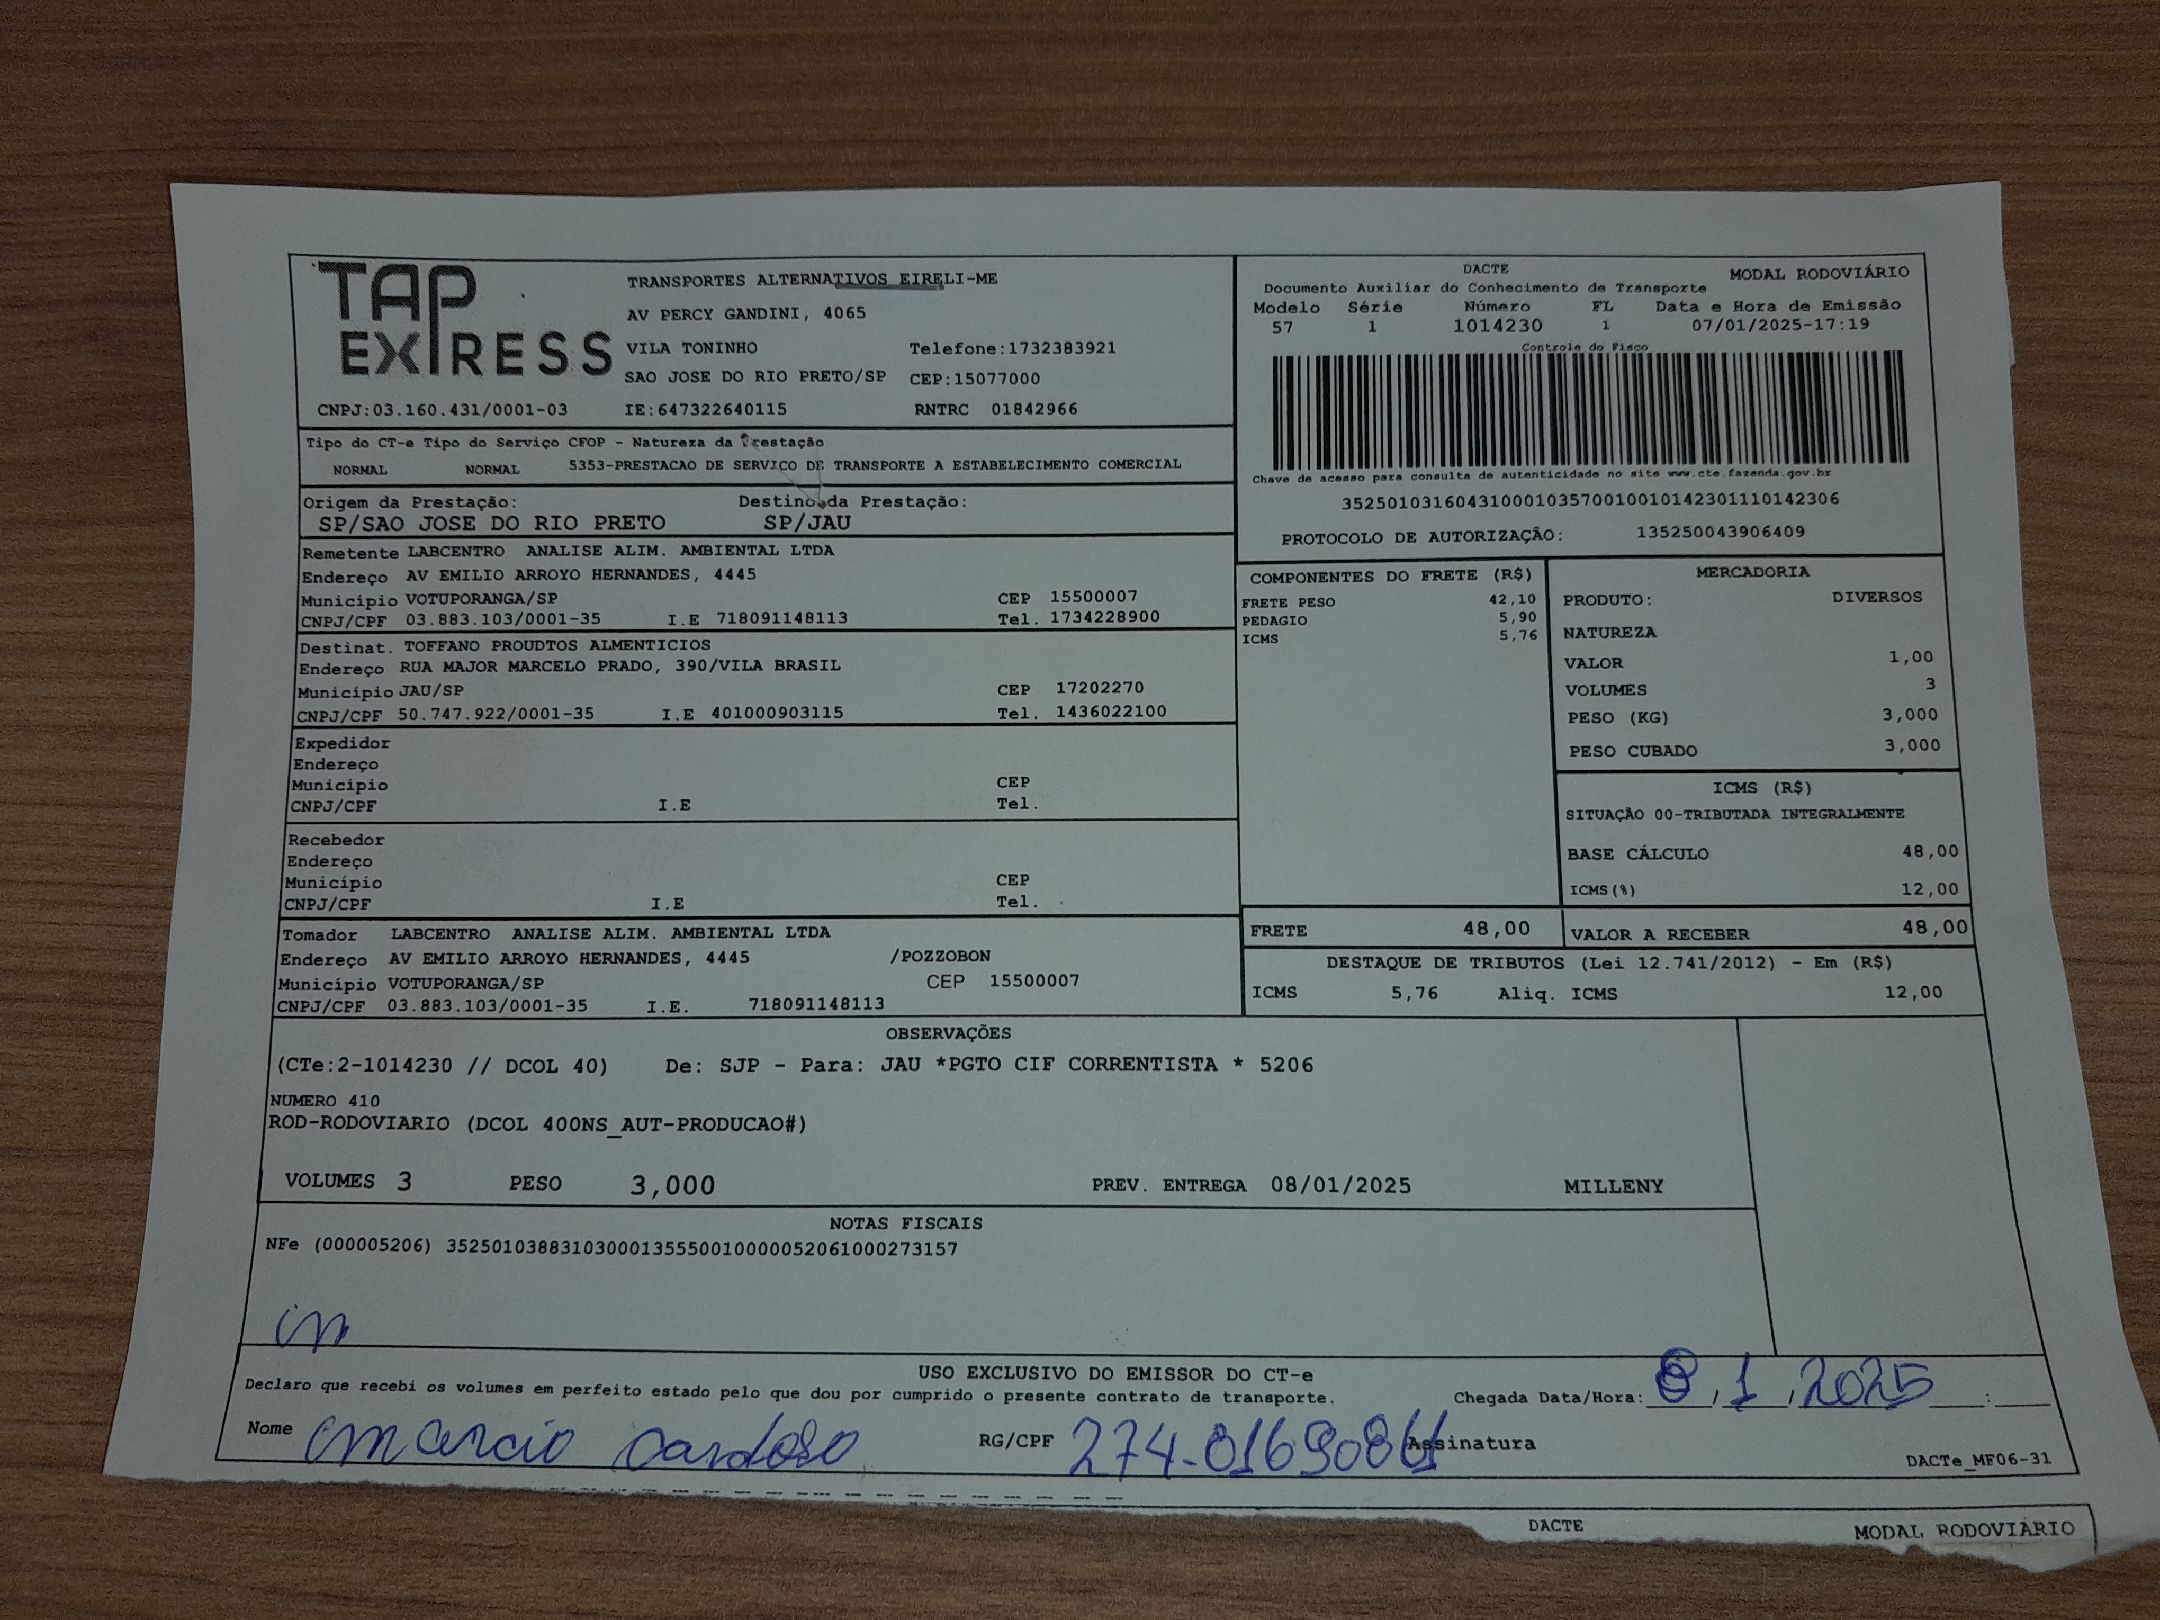 TAP EXPRESS
TRANSPORTES ALTERNATIVOS EIRELI-ME
AV PERCY GANDINI, 4065
VILA TONINHO Telefone:1732383921
SAO JOSE DO RIO PRETO/SP CEP:15077000
CNPJ:03.160.431/0001-03 IE:647322640115 RNTRC 01842966
DACTE MODAL RODOVIÁRIO
Documento Auxiliar do Conhecimento de Transporte
Modelo Série Número FL Data e Hora de Emissão
57 1 1014230 1 07/01/2025-17:19
Controle do Fisco
Chave de acesso para consulta de autenticidade no site www.cte.fazenda.gov.br
35250103160431000103570010010142301110142306
PROTOCOLO DE AUTORIZAÇÃO: 135250043906409
Tipo do CT-e Tipo do Serviço CFOP - Natureza da Prestação
NORMAL NORMAL 5353-PRESTACAO DE SERVICO DE TRANSPORTE A ESTABELECIMENTO COMERCIAL
Origem da Prestação: Destino da Prestação:
SP/SAO JOSE DO RIO PRETO SP/JAU
Remetente LABCENTRO ANALISE ALIM. AMBIENTAL LTDA
Endereço AV EMILIO ARROYO HERNANDES, 4445
Município VOTUPORANGA/SP CEP 15500007
CNPJ/CPF 03.883.103/0001-35 I.E 718091148113 Tel. 1734228900
Destinat. TOFFANO PROUDTOS ALMENTICIOS
Endereço RUA MAJOR MARCELO PRADO, 390/VILA BRASIL
Município JAU/SP CEP 17202270
CNPJ/CPF 50.747.922/0001-35 I.E 401000903115 Tel. 1436022100
Expedidor
Endereço
Município CEP
CNPJ/CPF I.E Tel.
Recebedor
Endereço
Município CEP
CNPJ/CPF I.E Tel.
Tomador LABCENTRO ANALISE ALIM. AMBIENTAL LTDA
Endereço AV EMILIO ARROYO HERNANDES, 4445 /POZZOBON
Município VOTUPORANGA/SP CEP 15500007
CNPJ/CPF 03.883.103/0001-35 I.E. 718091148113
COMPONENTES DO FRETE (R$)
FRETE PESO 42,10
PEDAGIO 5,90
ICMS 5,76
MERCADORIA
PRODUTO: DIVERSOS
NATUREZA
VALOR 1,00
VOLUMES 3
PESO (KG) 3,000
PESO CUBADO 3,000
ICMS (R$)
SITUAÇÃO 00-TRIBUTADA INTEGRALMENTE
BASE CÁLCULO 48,00
ICMS(%) 12,00
FRETE 48,00 VALOR A RECEBER 48,00
DESTAQUE DE TRIBUTOS (Lei 12.741/2012) - Em (R$)
ICMS 5,76 Aliq. ICMS 12,00
OBSERVAÇÕES
(CTe:2-1014230 // DCOL 40) De: SJP - Para: JAU *PGTO CIF CORRENTISTA * 5206
NUMERO 410
ROD-RODOVIARIO (DCOL 400NS_AUT-PRODUCAO#)
VOLUMES 3 PESO 3,000 PREV. ENTREGA 08/01/2025 MILLENY
NOTAS FISCAIS
NFe (000005206) 35250103883103000135550010000052061000273157
USO EXCLUSIVO DO EMISSOR DO CT-e
Declaro que recebi os volumes em perfeito estado pelo que dou por cumprido o presente contrato de transporte. Chegada Data/Hora: 8/1/2025 :
Nome marcio cardoso RG/CPF Assinatura
DACTe_MF06-31
DACTE MODAL RODOVIÁRIO